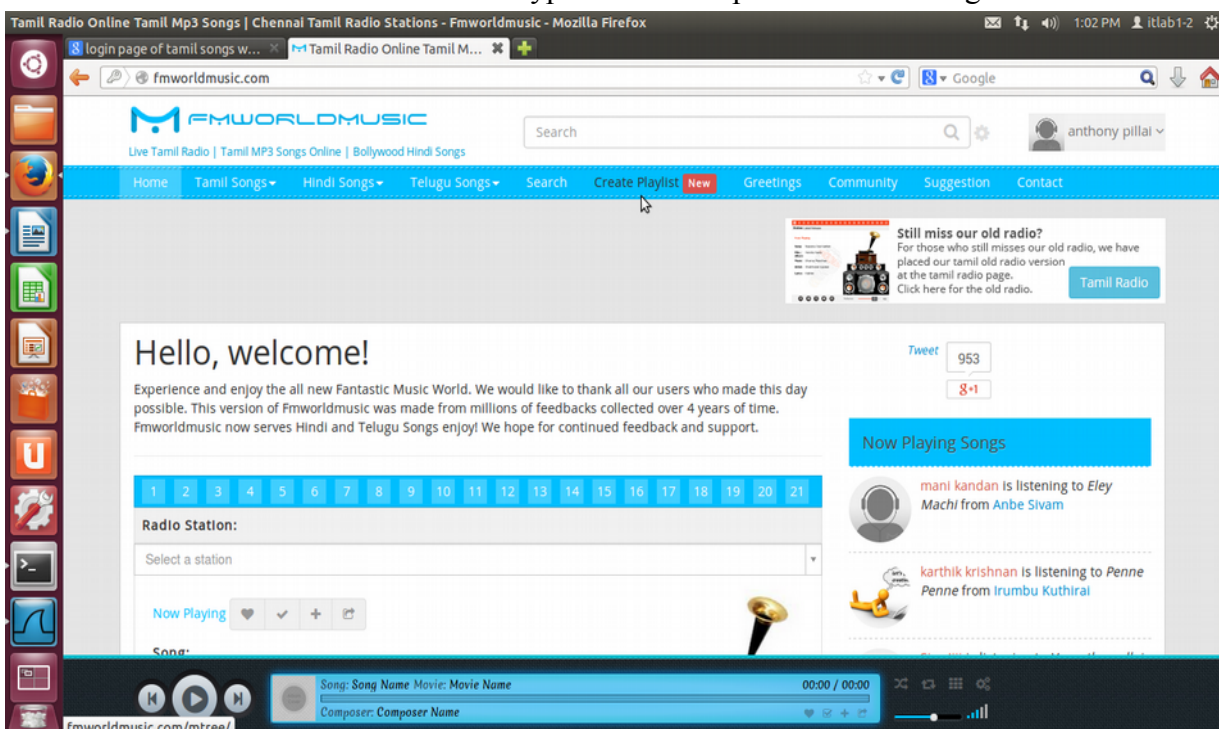 Tamil Radio Online Tamil Mp3 Songs | Chennai Tamil Radio Stations - Fmworldmusic - Mozilla Firefox
1:02 PM itlab1-2
login page of tamil songs w...
Tamil Radio Online Tamil M...
fmworldmusic.com
Google
FMWORLDMUSIC
Live Tamil Radio | Tamil MP3 Songs Online | Bollywood Hindi Songs
Search
anthony pillai
Home Tamil Songs Hindi Songs Telugu Songs Search Create Playlist New Greetings Community Suggestion Contact
Still miss our old radio?
For those who still misses our old radio, we have
placed our tamil old radio version
at the tamil radio page.
Click here for the old radio.
Tamil Radio
Hello, welcome!
Experience and enjoy the all new Fantastic Music World. We would like to thank all our users who made this day
possible. This version of Fmworldmusic was made from millions of feedbacks collected over 4 years of time.
Fmworldmusic now serves Hindi and Telugu Songs enjoy! We hope for continued feedback and support.
Tweet 953
g+1
1 2 3 4 5 6 7 8 9 10 11 12 13 14 15 16 17 18 19 20 21
Radio Station:
Select a station
Now Playing
Song:
Now Playing Songs
mani kandan is listening to Eley
Machi from Anbe Sivam
karthik krishnan is listening to Penne
Penne from Irumbu Kuthirai
Song: Song Name Movie: Movie Name 00:00 / 00:00
Composer: Composer Name
fmworldmusic.com/mtree/